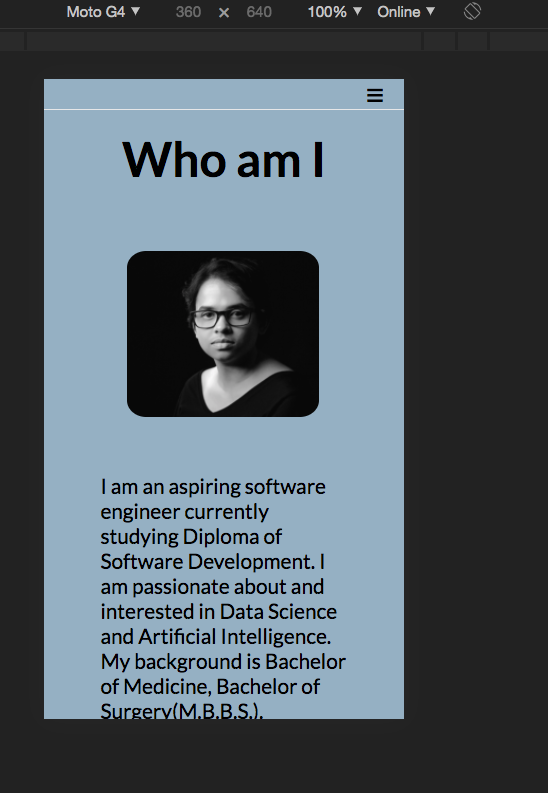 Moto G4 ▼ 360 × 640 100% ▼ Online ▼
Who am I
I am an aspiring software
engineer currently
studying Diploma of
Software Development. I
am passionate about and
interested in Data Science
and Artificial Intelligence.
My background is Bachelor
of Medicine, Bachelor of
Surgery(M.B.B.S.).